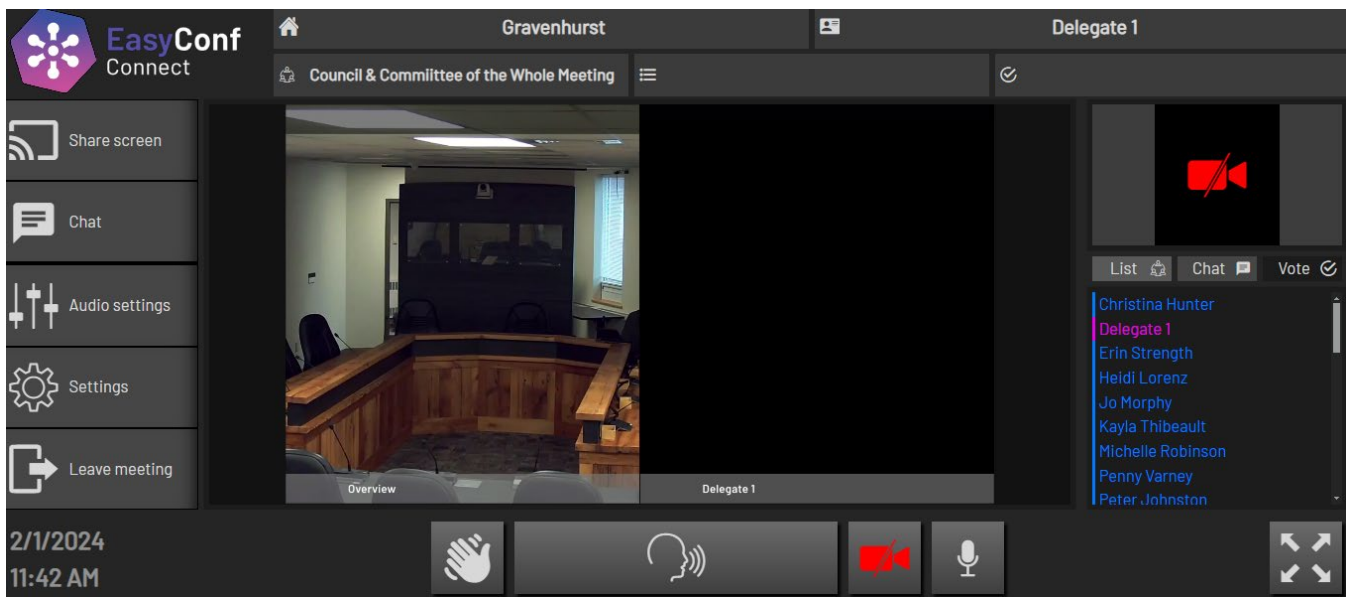 EasyConf
Connect
Gravenhurst
Delegate 1
Council & Commiittee of the Whole Meeting
Share screen
Chat
Audio settings
Settings
Leave meeting
Overview
Delegate 1
List
Chat
Vote
Christina Hunter
Delegate 1
Erin Strength
Heidi Lorenz
Jo Morphy
Kayla Thibeault
Michelle Robinson
Penny Varney
Peter Johnston
2/1/2024
11:42 AM